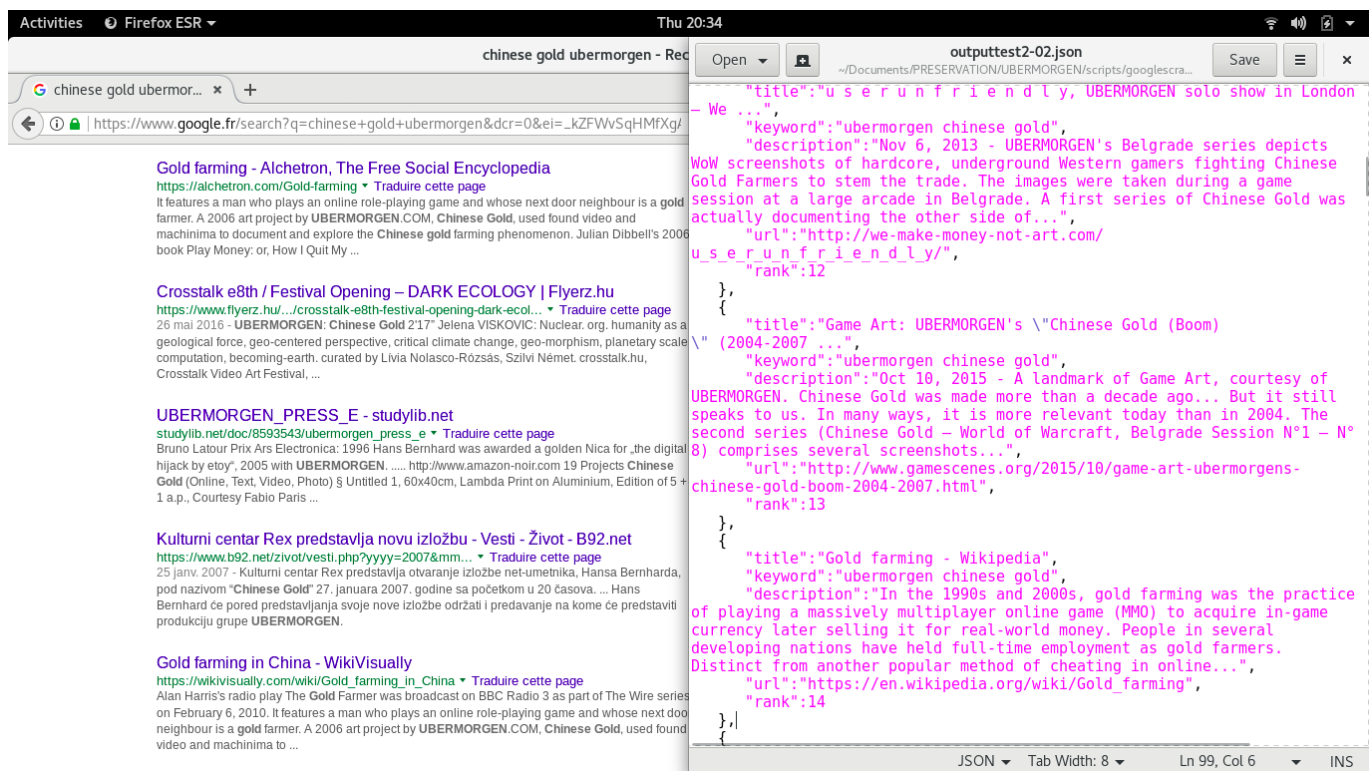 Activities Firefox ESR Thu 20:34
chinese gold ubermorgen - Rec
chinese gold ubermor... × +
https://www.google.fr/search?q=chinese+gold+ubermorgen&dcr=0&ei=_kZFWvSqHMfXgA
Gold farming - Alchetron, The Free Social Encyclopedia
https://alchetron.com/Gold-farming Traduire cette page
It features a man who plays an online role-playing game and whose next door neighbour is a gold
farmer. A 2006 art project by UBERMORGEN.COM, Chinese Gold, used found video and
machinima to document and explore the Chinese gold farming phenomenon. Julian Dibbell's 2006
book Play Money: or, How I Quit My ...
Crosstalk e8th / Festival Opening – DARK ECOLOGY | Flyerz.hu
https://www.flyerz.hu/.../crosstalk-e8th-festival-opening-dark-ecol... Traduire cette page
26 mai 2016 - UBERMORGEN: Chinese Gold 2'17" Jelena VISKOVIC: Nuclear. org. humanity as a
geological force, geo-centered perspective, critical climate change, geo-morphism, planetary scale
computation, becoming-earth. curated by Lívia Nolasco-Rózsás, Szilvi Német. crosstalk.hu,
Crosstalk Video Art Festival, ...
UBERMORGEN_PRESS_E - studylib.net
studylib.net/doc/8593543/ubermorgen_press_e Traduire cette page
Bruno Latour Prix Ars Electronica: 1996 Hans Bernhard was awarded a golden Nica for „the digital
hijack by etoy“, 2005 with UBERMORGEN. ..... http://www.amazon-noir.com 19 Projects Chinese
Gold (Online, Text, Video, Photo) § Untitled 1, 60x40cm, Lambda Print on Aluminium, Edition of 5 +
1 a.p., Courtesy Fabio Paris ...
Kulturni centar Rex predstavlja novu izložbu - Vesti - Život - B92.net
https://www.b92.net/zivot/vesti.php?yyyy=2007&mm... Traduire cette page
25 janv. 2007 - Kulturni centar Rex predstavlja otvaranje izložbe net-umetnika, Hansa Bernharda,
pod nazivom "Chinese Gold" 27. januara 2007. godine sa početkom u 20 časova. ... Hans
Bernhard će pored predstavljanja svoje nove izložbe održati i predavanje na kome će predstaviti
produkciju grupe UBERMORGEN.
Gold farming in China - WikiVisually
https://wikivisually.com/wiki/Gold_farming_in_China Traduire cette page
Alan Harris's radio play The Gold Farmer was broadcast on BBC Radio 3 as part of The Wire series
on February 6, 2010. It features a man who plays an online role-playing game and whose next doo
neighbour is a gold farmer. A 2006 art project by UBERMORGEN.COM, Chinese Gold, used found
video and machinima to ...
Open outputtest2-02.json Save ×
~/Documents/PRESERVATION/UBERMORGEN/scripts/googlescra...
"title":"u s e r u n f r i e n d l y, UBERMORGEN solo show in London
– We ...",
"keyword":"ubermorgen chinese gold",
"description":"Nov 6, 2013 - UBERMORGEN's Belgrade series depicts
WoW screenshots of hardcore, underground Western gamers fighting Chinese
Gold Farmers to stem the trade. The images were taken during a game
session at a large arcade in Belgrade. A first series of Chinese Gold was
actually documenting the other side of...",
"url":"http://we-make-money-not-art.com/
u_s_e_r_u_n_f_r_i_e_n_d_l_y/",
"rank":12
},
{
"title":"Game Art: UBERMORGEN's \"Chinese Gold (Boom)
\" (2004-2007 ...",
"keyword":"ubermorgen chinese gold",
"description":"Oct 10, 2015 - A landmark of Game Art, courtesy of
UBERMORGEN. Chinese Gold was made more than a decade ago... But it still
speaks to us. In many ways, it is more relevant today than in 2004. The
second series (Chinese Gold – World of Warcraft, Belgrade Session N°1 – N°
8) comprises several screenshots...",
"url":"http://www.gamescenes.org/2015/10/game-art-ubermorgens-
chinese-gold-boom-2004-2007.html",
"rank":13
},
{
"title":"Gold farming - Wikipedia",
"keyword":"ubermorgen chinese gold",
"description":"In the 1990s and 2000s, gold farming was the practice
of playing a massively multiplayer online game (MMO) to acquire in-game
currency later selling it for real-world money. People in several
developing nations have held full-time employment as gold farmers.
Distinct from another popular method of cheating in online...",
"url":"https://en.wikipedia.org/wiki/Gold_farming",
"rank":14
},
{
JSON Tab Width: 8 Ln 99, Col 6 INS